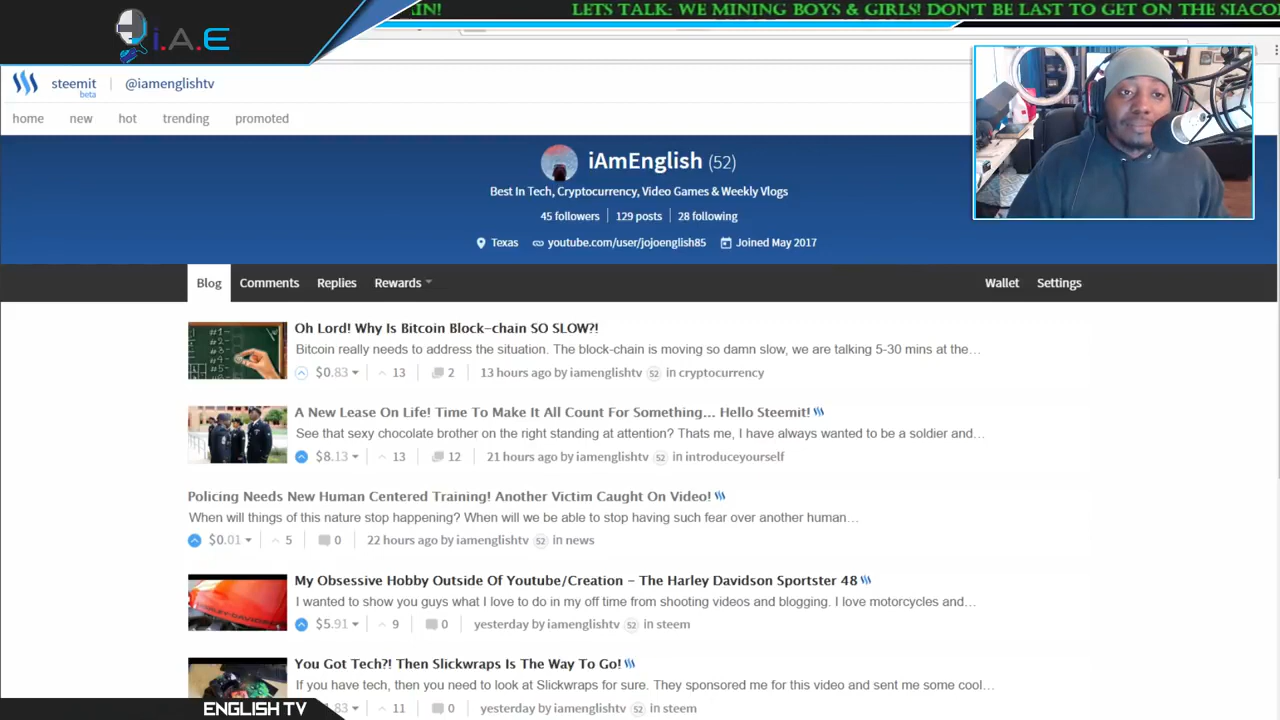 AIN!
LETS TALK: WE MINING BOYS & GIRLS! DON'T BE LAST TO GET ON THE SIACO
i.A.E
steemit
beta
@iamenglishtv
home new hot trending promoted
iAmEnglish (52)
Best In Tech, Cryptocurrency, Video Games & Weekly Vlogs
45 followers 129 posts 28 following
Texas youtube.com/user/jojoenglish85 Joined May 2017
Blog Comments Replies Rewards Wallet Settings
Oh Lord! Why Is Bitcoin Block-chain SO SLOW?!
Bitcoin really needs to address the situation. The block-chain is moving so damn slow, we are talking 5-30 mins at the…
$0.83 13 2 13 hours ago by iamenglishtv 52 in cryptocurrency
#1-
#2-
#3-
#4-
#5-
A New Lease On Life! Time To Make It All Count For Something... Hello Steemit!
See that sexy chocolate brother on the right standing at attention? Thats me, I have always wanted to be a soldier and…
$8.13 13 12 21 hours ago by iamenglishtv 52 in introduceyourself
Policing Needs New Human Centered Training! Another Victim Caught On Video!
When will things of this nature stop happening? When will we be able to stop having such fear over another human…
$0.01 5 0 22 hours ago by iamenglishtv 52 in news
My Obsessive Hobby Outside Of Youtube/Creation – The Harley Davidson Sportster 48
I wanted to show you guys what I love to do in my off time from shooting videos and blogging. I love motorcycles and…
$5.91 9 0 yesterday by iamenglishtv 52 in steem
You Got Tech?! Then Slickwraps Is The Way To Go!
If you have tech, then you need to look at Slickwraps for sure. They sponsored me for this video and sent me some cool…
.83 11 0 yesterday by iamenglishtv 52 in steem
ENGLISH TV